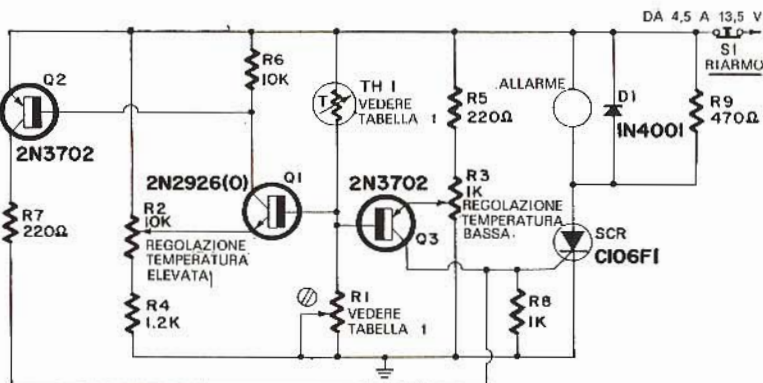 DA 4,5 A 13,5 V
S1
RIARMO
Q2
2N3702
R6
10K
TH 1
VEDERE
TABELLA 1
T
R5
220Ω
ALLARME
D1
1N4001
R9
470Ω
2N2926(O)
Q1
2N3702
Q3
R3
1K
REGOLAZIONE
TEMPERATURA
BASSA
R7
220Ω
R2
10K
REGOLAZIONE
TEMPERATURA
ELEVATA
SCR
C106F1
R4
1.2K
R1
VEDERE
TABELLA 1
R8
1K